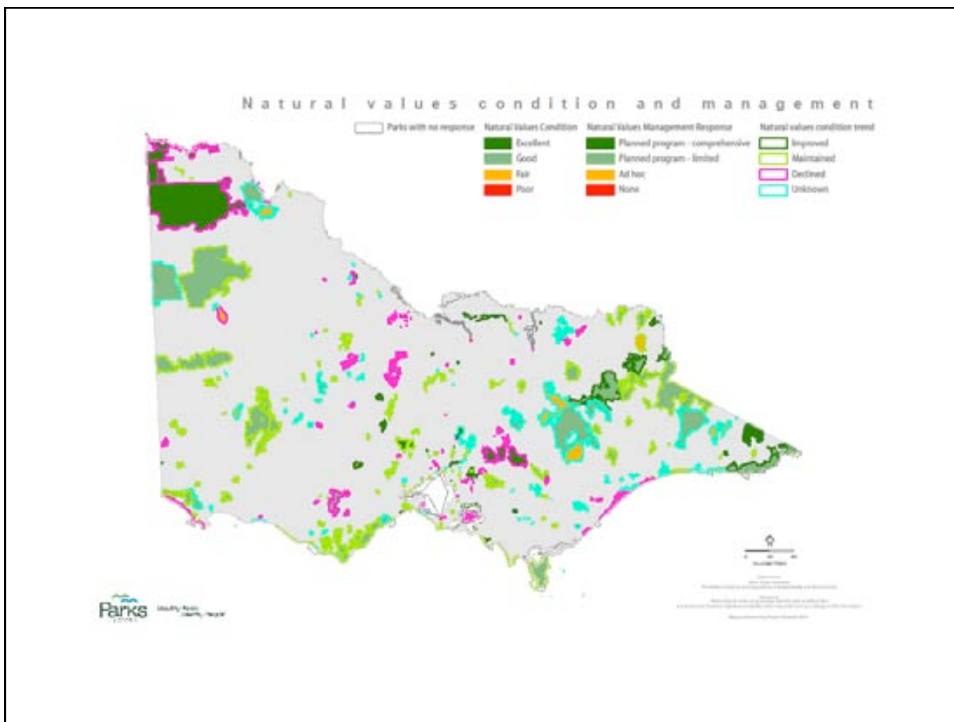 Natural values condition and management
Parks with no response
Natural Values Condition
Excellent
Good
Fair
Poor
Natural Values Management Response
Planned program - comprehensive
Planned program - limited
Ad hoc
None
Natural values condition trend
Improved
Maintained
Declined
Unknown
Parks